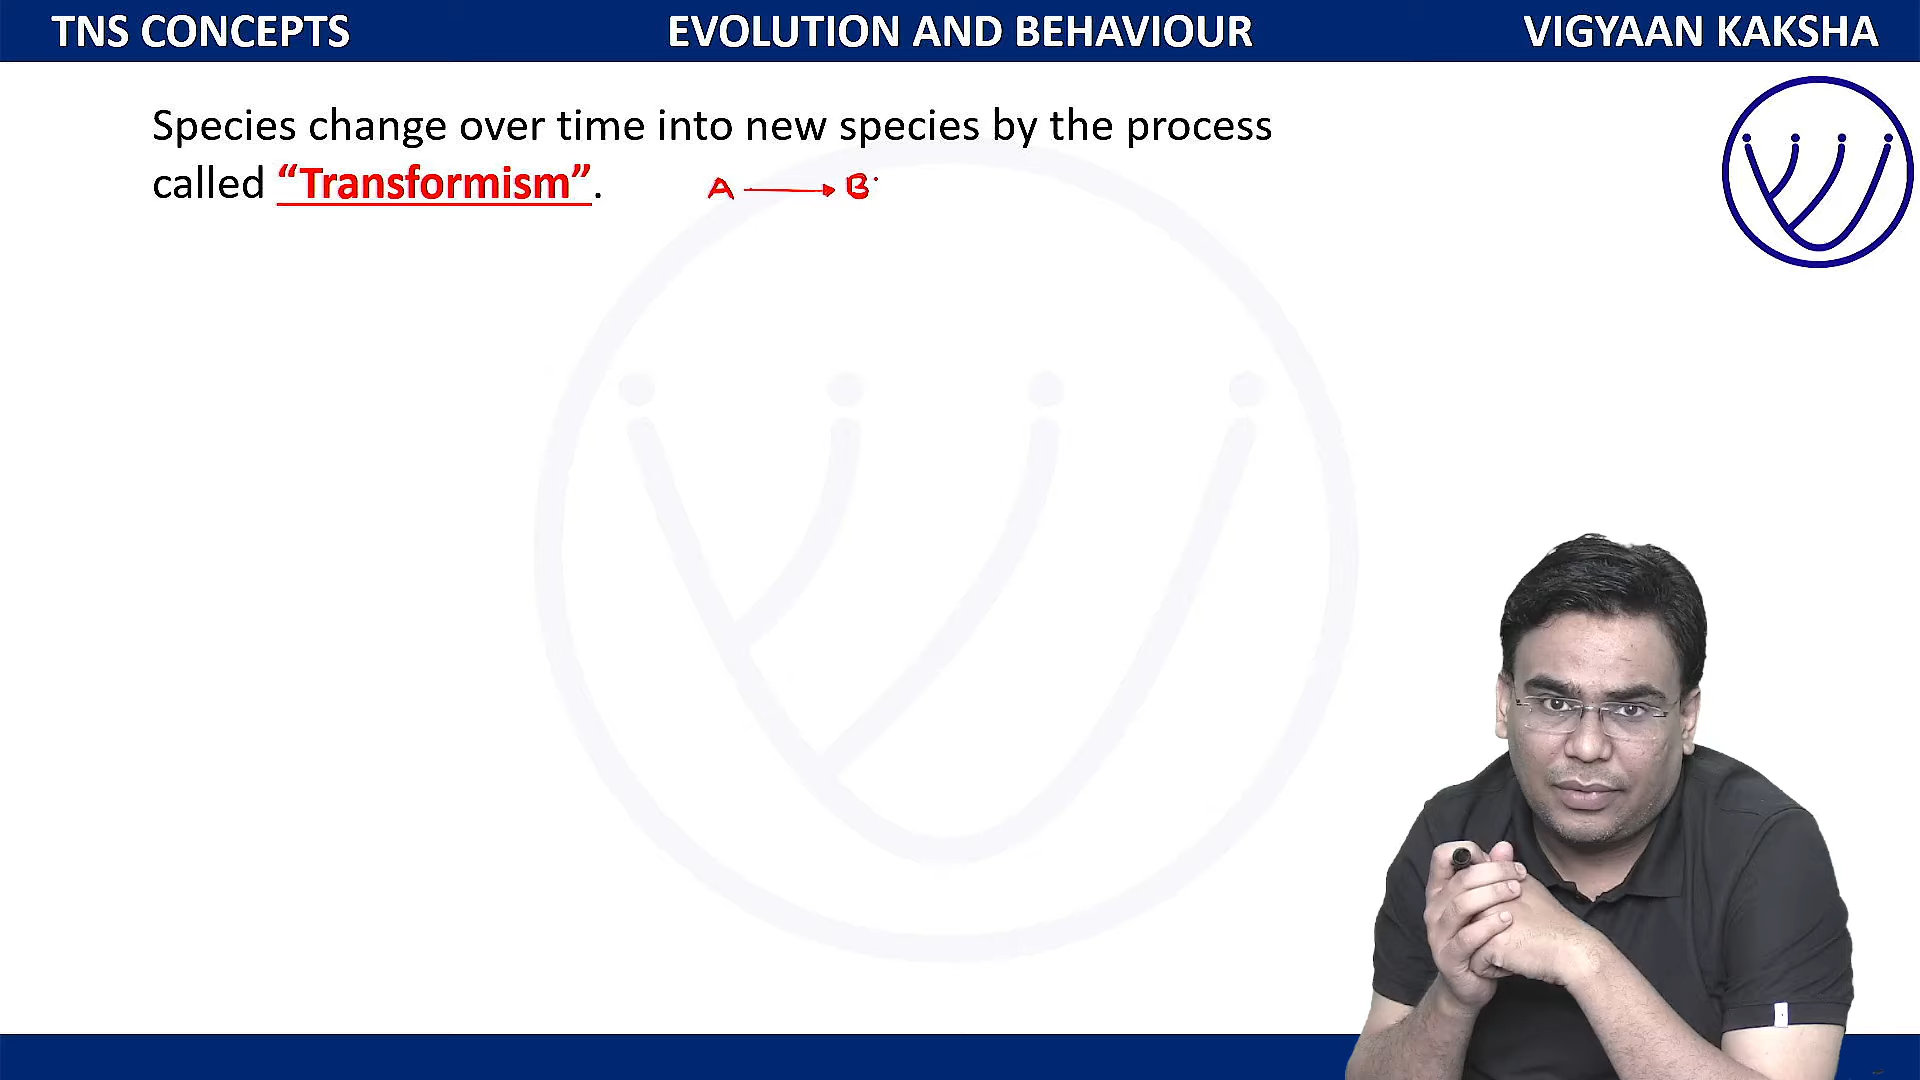 TNS CONCEPTS EVOLUTION AND BEHAVIOUR VIGYAAN KAKSHA
Species change over time into new species by the process
called “Transformism”. A → B